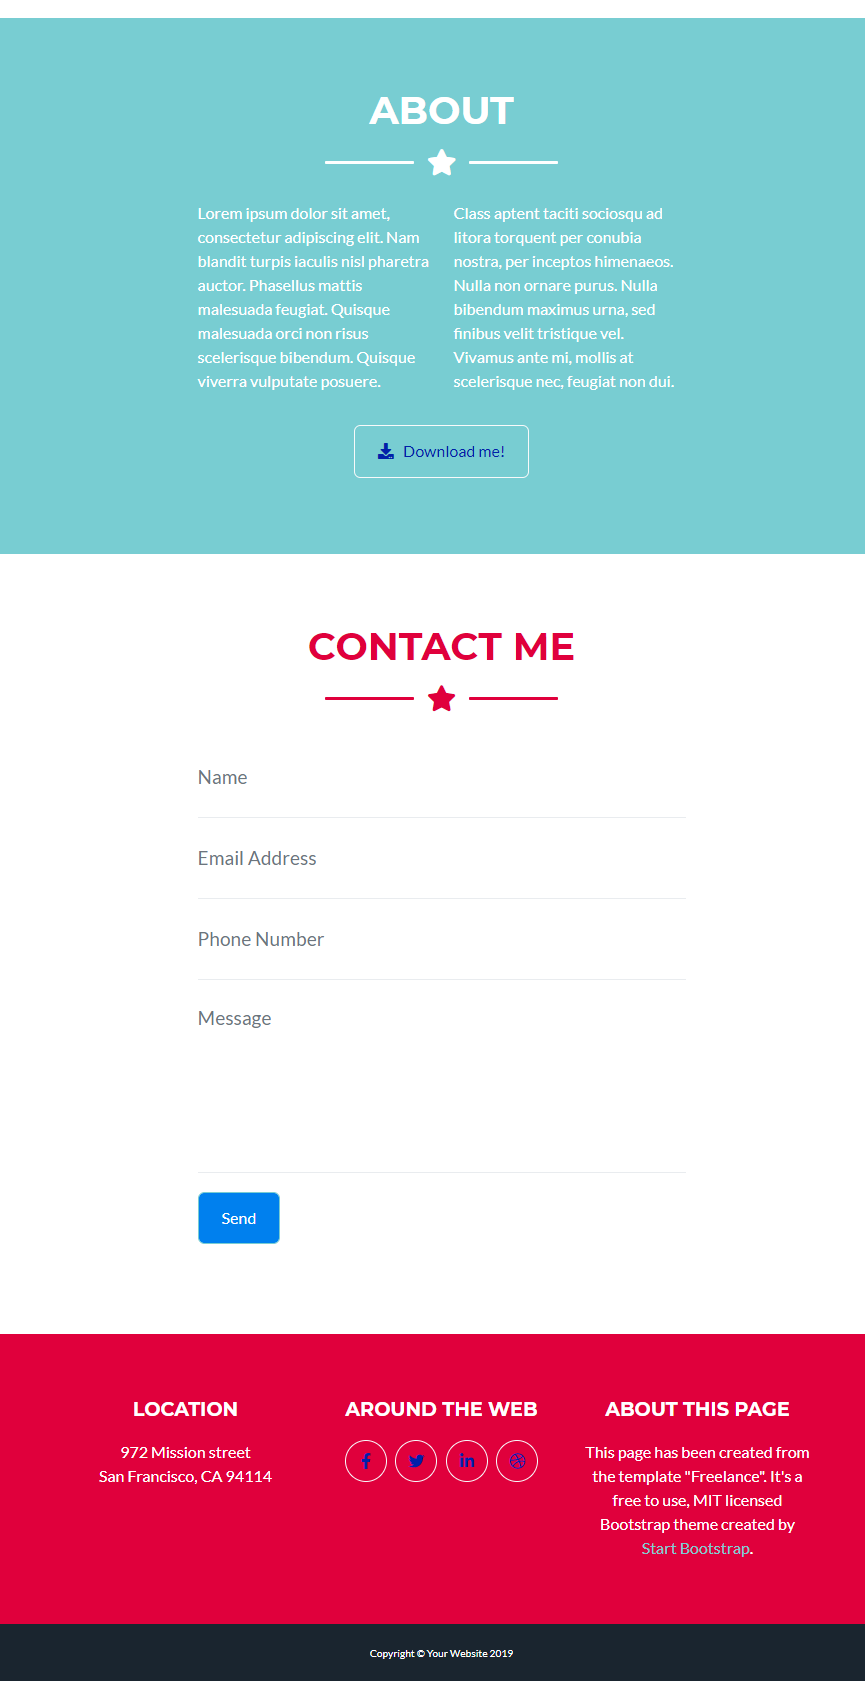 ABOUT
Lorem ipsum dolor sit amet,
consectetur adipiscing elit. Nam
blandit turpis iaculis nisl pharetra
auctor. Phasellus mattis
malesuada feugiat. Quisque
malesuada orci non risus
scelerisque bibendum. Quisque
viverra vulputate posuere.
Class aptent taciti sociosqu ad
litora torquent per conubia
nostra, per inceptos himenaeos.
Nulla non ornare purus. Nulla
bibendum maximus urna, sed
finibus velit tristique vel.
Vivamus ante mi, mollis at
scelerisque nec, feugiat non dui.
Download me!
CONTACT ME
Name
Email Address
Phone Number
Message
Send
LOCATION
972 Mission street
San Francisco, CA 94114
AROUND THE WEB
ABOUT THIS PAGE
This page has been created from
the template "Freelance". It's a
free to use, MIT licensed
Bootstrap theme created by
Start Bootstrap.
Copyright © Your Website 2019